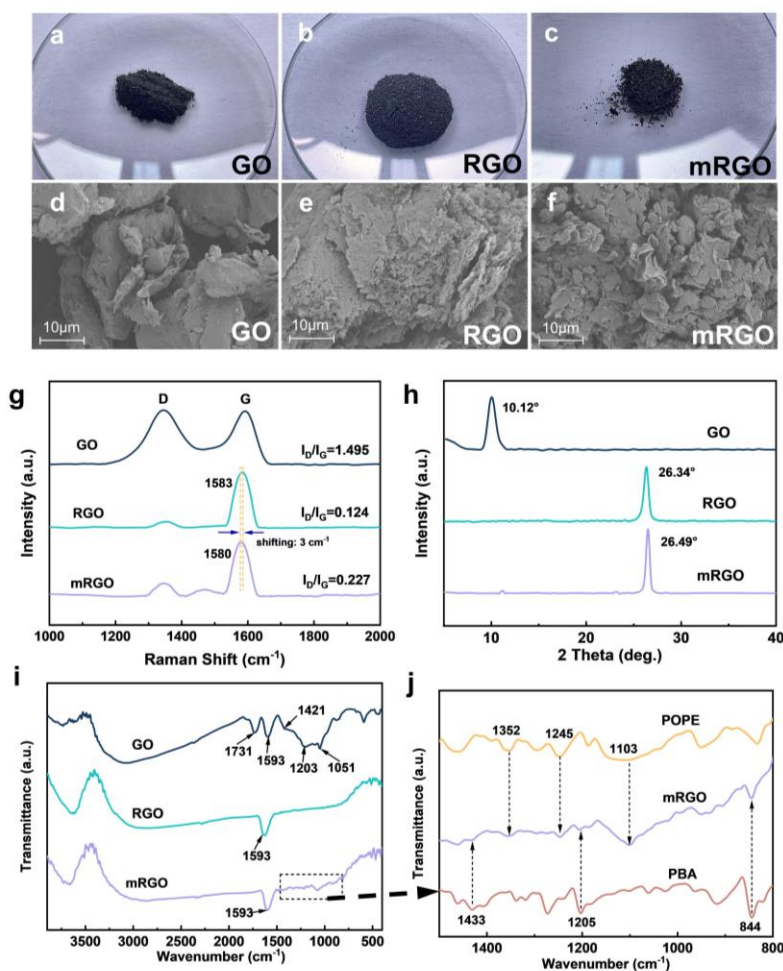 a
b
c
GO
RGO
mRGO
d
e
f
10μm
GO
10μm
RGO
10μm
mRGO
g
D
G
GO
I_D/I_G=1.495
1583
RGO
I_D/I_G=0.124
shifting: 3 cm⁻¹
1580
mRGO
I_D/I_G=0.227
Intensity (a.u.)
1000 1200 1400 1600 1800 2000
Raman Shift (cm⁻¹)
h
10.12°
GO
26.34°
RGO
26.49°
mRGO
Intensity (a.u.)
10 20 30 40
2 Theta (deg.)
i
GO
1421
1731
1593
1203
1051
RGO
1593
mRGO
1593
Transmittance (a.u.)
3500 3000 2500 2000 1500 1000 500
Wavenumber (cm⁻¹)
j
POPE
1352
1245
1103
mRGO
PBA
1433
1205
844
Transmittance (a.u.)
1400 1200 1000 800
Wavenumber (cm⁻¹)